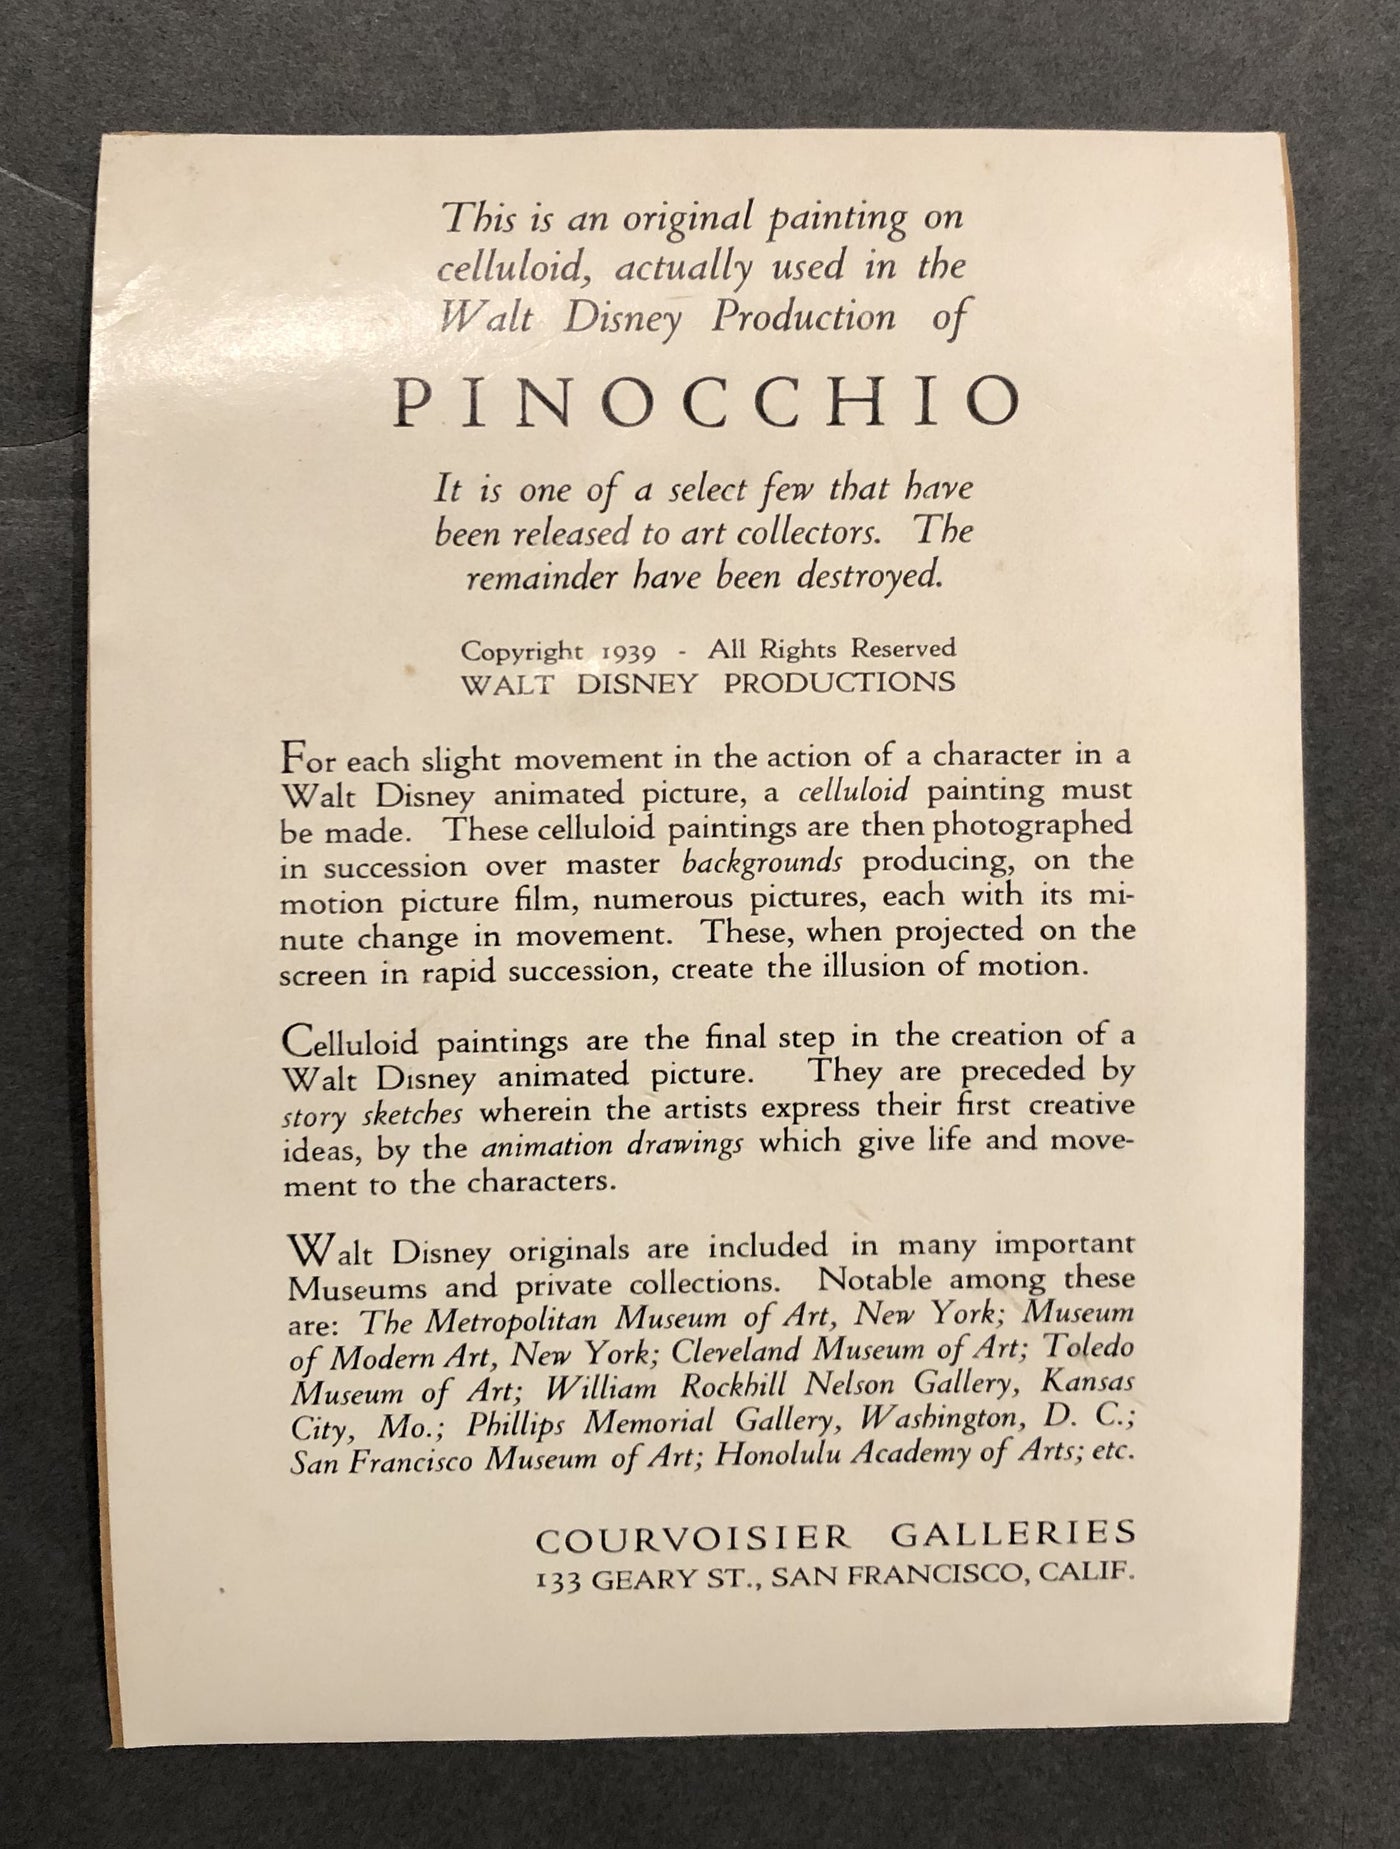 This is an original painting on
celluloid, actually used in the
Walt Disney Production of
PINOCCHIO
It is one of a select few that have
been released to art collectors. The
remainder have been destroyed.
Copyright 1939 - All Rights Reserved
WALT DISNEY PRODUCTIONS
For each slight movement in the action of a character in a
Walt Disney animated picture, a celluloid painting must
be made. These celluloid paintings are then photographed
in succession over master backgrounds producing, on the
motion picture film, numerous pictures, each with its mi-
nute change in movement. These, when projected on the
screen in rapid succession, create the illusion of motion.
Celluloid paintings are the final step in the creation of a
Walt Disney animated picture. They are preceded by
story sketches wherein the artists express their first creative
ideas, by the animation drawings which give life and move-
ment to the characters.
Walt Disney originals are included in many important
Museums and private collections. Notable among these
are: The Metropolitan Museum of Art, New York; Museum
of Modern Art, New York; Cleveland Museum of Art; Toledo
Museum of Art; William Rockhill Nelson Gallery, Kansas
City, Mo.; Phillips Memorial Gallery, Washington, D. C.;
San Francisco Museum of Art; Honolulu Academy of Arts; etc.
COURVOISIER GALLERIES
133 GEARY ST., SAN FRANCISCO, CALIF.